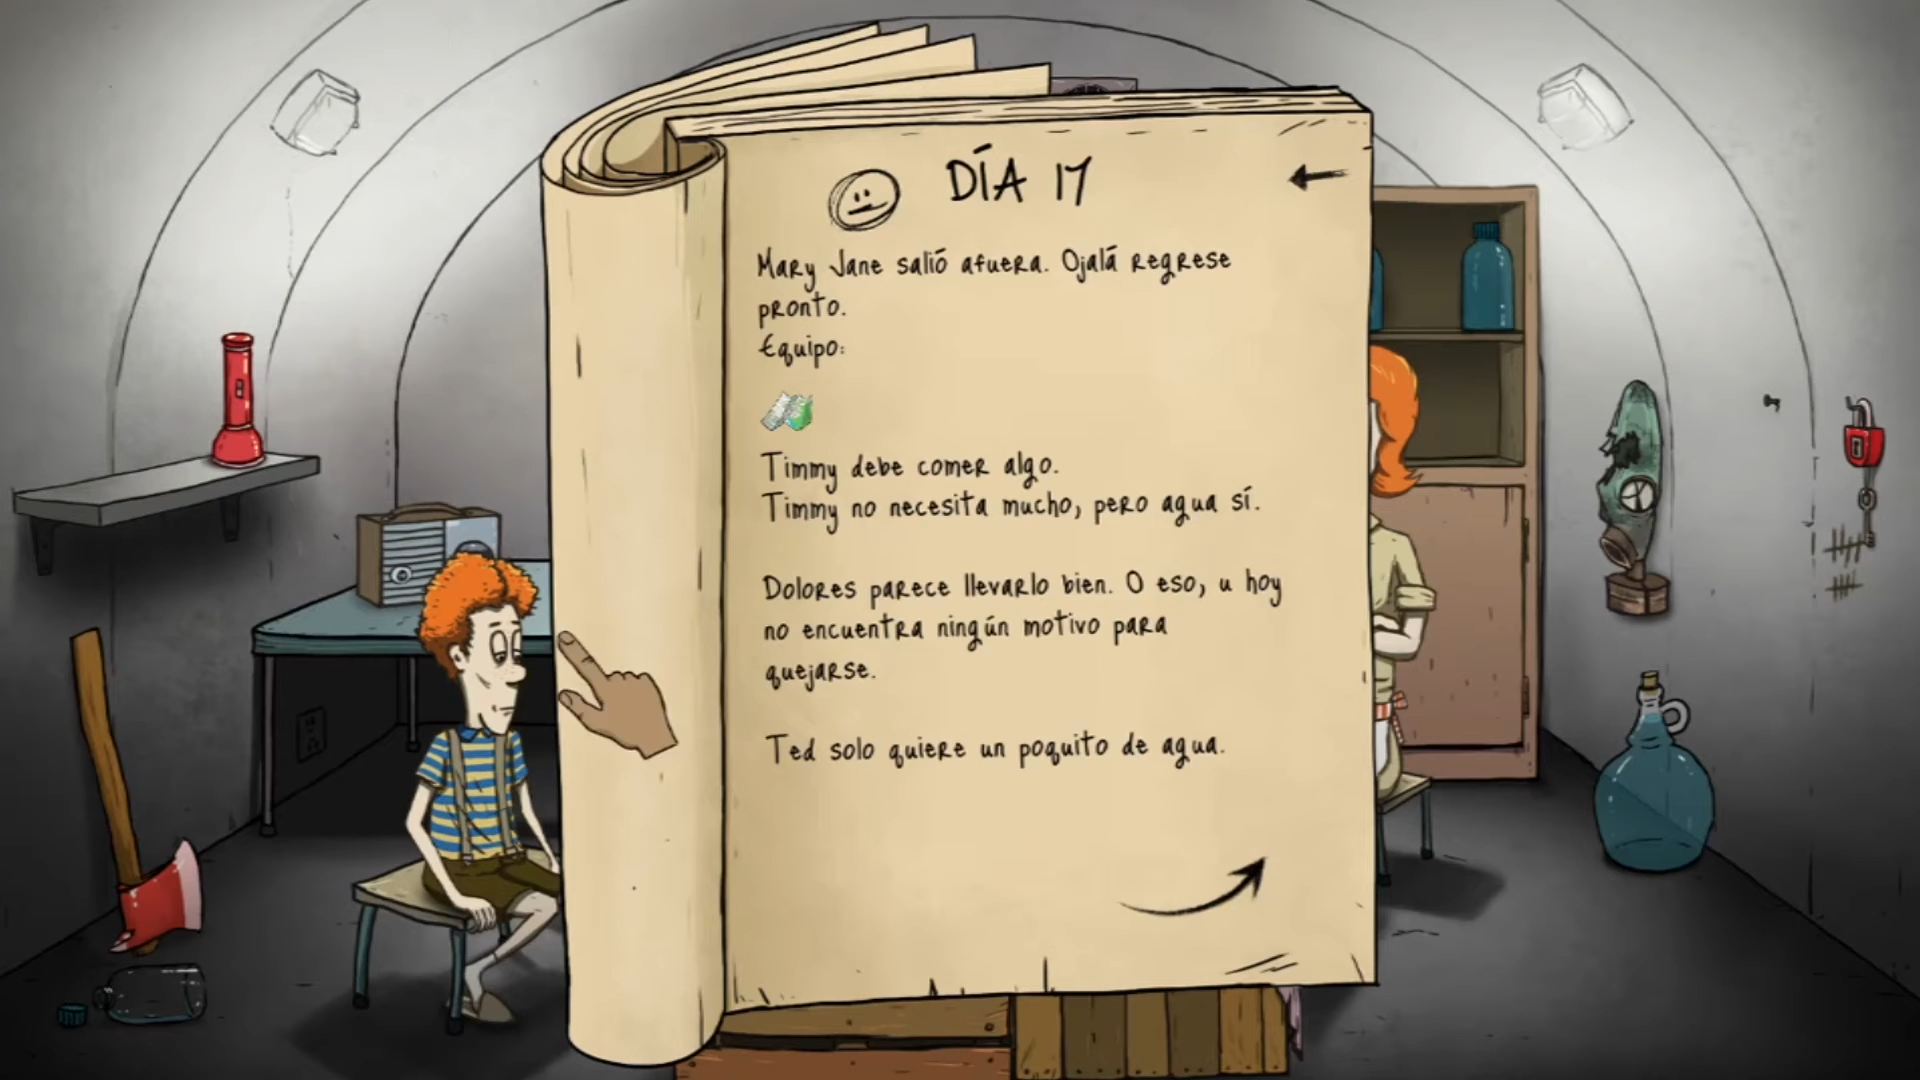 DÍA 17
Mary Jane salió afuera. Ojalá regrese
pronto.
Equipo:
Timmy debe comer algo.
Timmy no necesita mucho, pero agua sí.
Dolores parece llevarlo bien. O eso, u hoy
no encuentra ningún motivo para
quejarse.
Ted solo quiere un poquito de agua.